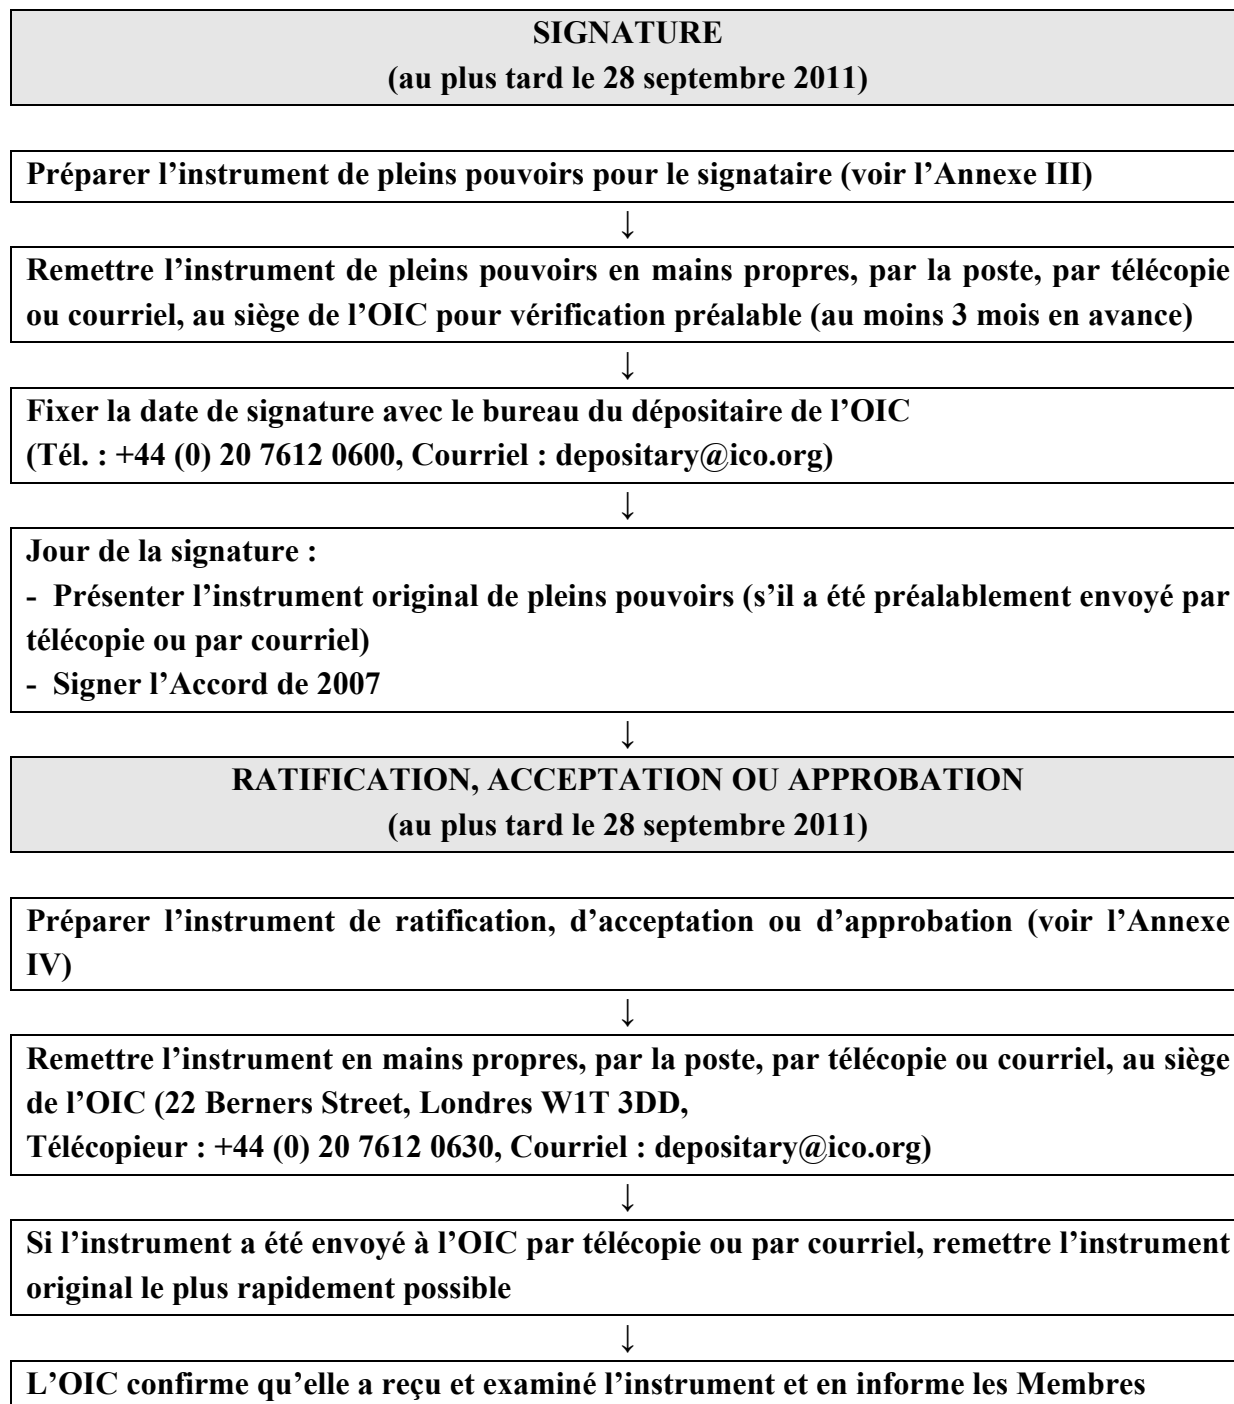 SIGNATURE
(au plus tard le 28 septembre 2011)
Préparer l’instrument de pleins pouvoirs pour le signataire (voir l’Annexe III)
↓
Remettre l’instrument de pleins pouvoirs en mains propres, par la poste, par télécopie
ou courriel, au siège de l’OIC pour vérification préalable (au moins 3 mois en avance)
↓
Fixer la date de signature avec le bureau du dépositaire de l’OIC
(Tél. : +44 (0) 20 7612 0600, Courriel : depositary@ico.org)
↓
Jour de la signature :
- Présenter l’instrument original de pleins pouvoirs (s’il a été préalablement envoyé par
télécopie ou par courriel)
- Signer l’Accord de 2007
↓
RATIFICATION, ACCEPTATION OU APPROBATION
(au plus tard le 28 septembre 2011)
Préparer l’instrument de ratification, d’acceptation ou d’approbation (voir l’Annexe
IV)
↓
Remettre l’instrument en mains propres, par la poste, par télécopie ou courriel, au siège
de l’OIC (22 Berners Street, Londres W1T 3DD,
Télécopieur : +44 (0) 20 7612 0630, Courriel : depositary@ico.org)
↓
Si l’instrument a été envoyé à l’OIC par télécopie ou par courriel, remettre l’instrument
original le plus rapidement possible
↓
L’OIC confirme qu’elle a reçu et examiné l’instrument et en informe les Membres